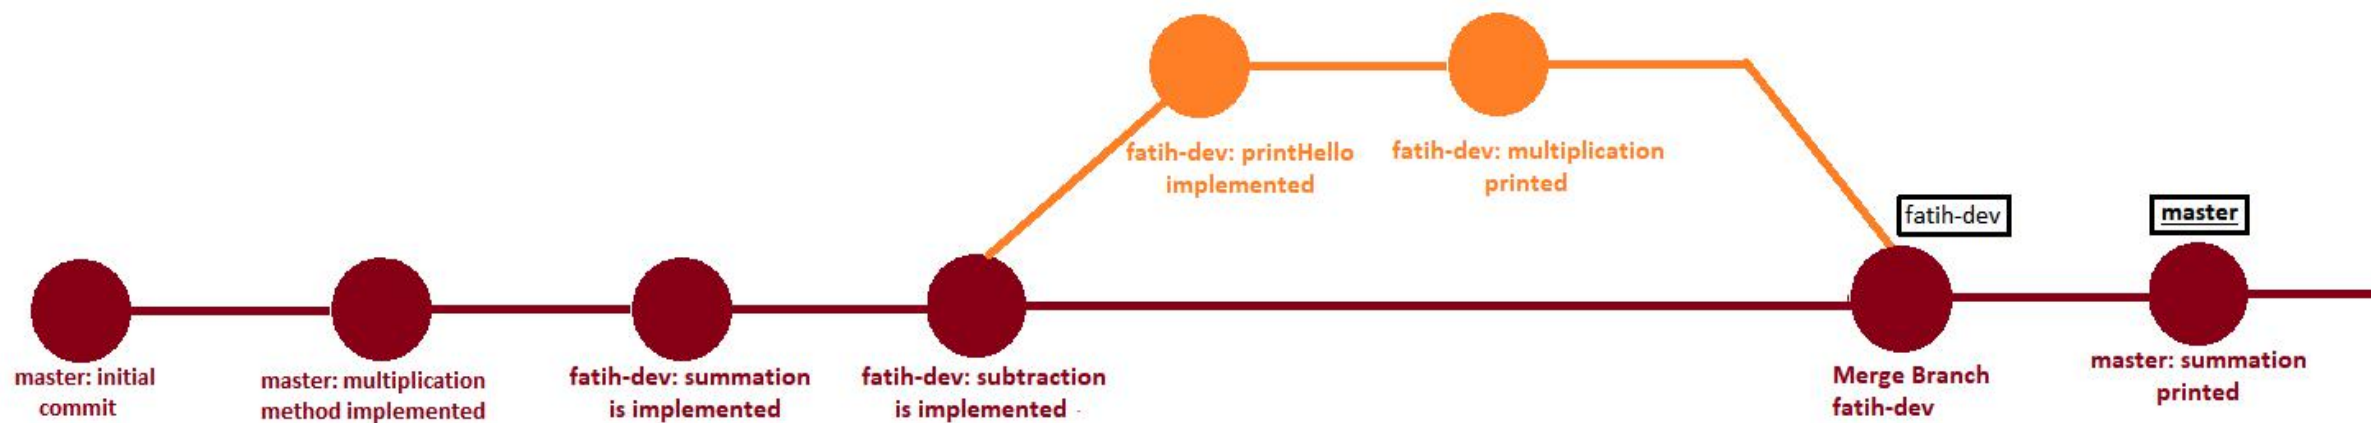 fatih-dev: printHello
implemented
fatih-dev: multiplication
printed
fatih-dev
master
master: initial
commit
master: multiplication
method implemented
fatih-dev: summation
is implemented
fatih-dev: subtraction
is implemented
Merge Branch
fatih-dev
master: summation
printed